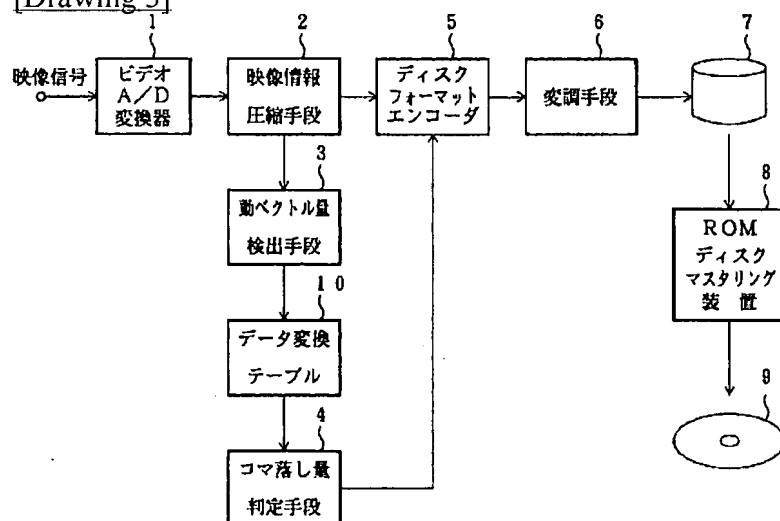 [Drawing 3]
1
2
5
6
7
映像信号
ビデオ
A/D
変換器
映像情報
圧縮手段
ディスク
フォーマット
エンコーダ
変調手段
3
動ベクトル量
検出手段
8
ROM
ディスク
マスタリング
装 置
10
データ変換
テーブル
9
4
コマ落し量
判定手段